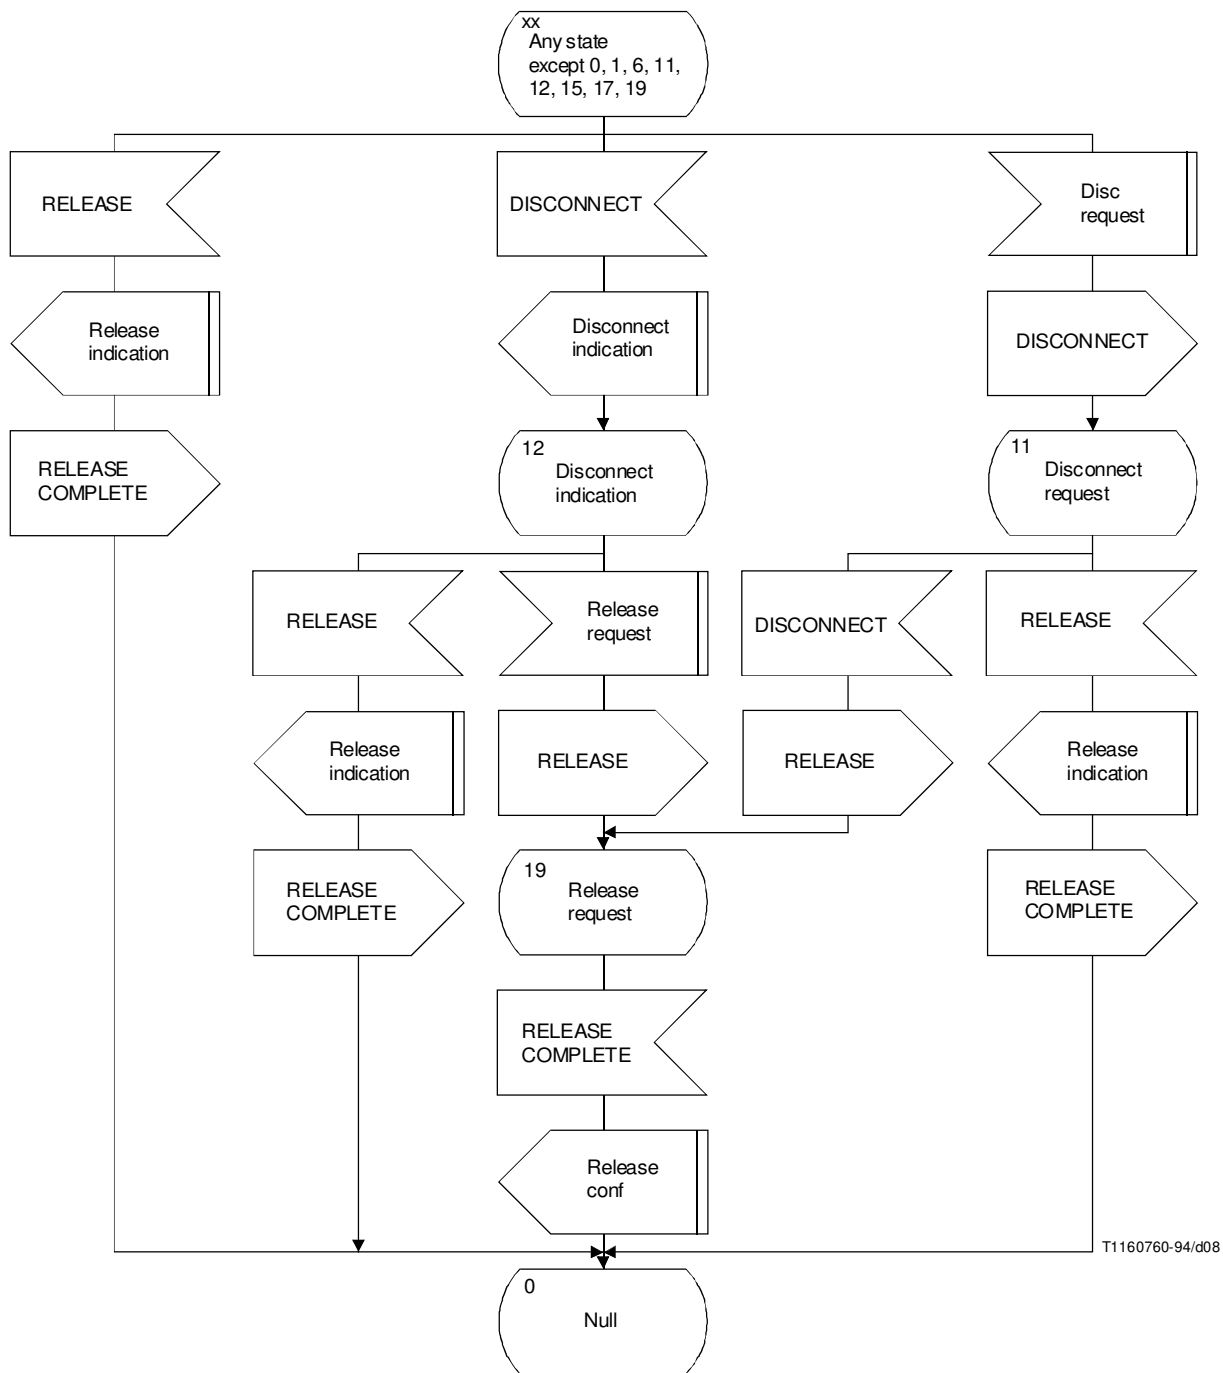 xx
Any state
except 0, 1, 6, 11,
12, 15, 17, 19
RELEASE
DISCONNECT
Disc
request
Release
indication
Disconnect
indication
DISCONNECT
RELEASE
COMPLETE
12
Disconnect
indication
11
Disconnect
request
RELEASE
Release
request
DISCONNECT
RELEASE
Release
indication
RELEASE
RELEASE
Release
indication
RELEASE
COMPLETE
19
Release
request
RELEASE
COMPLETE
RELEASE
COMPLETE
Release
conf
T1160760-94/d08
0
Null